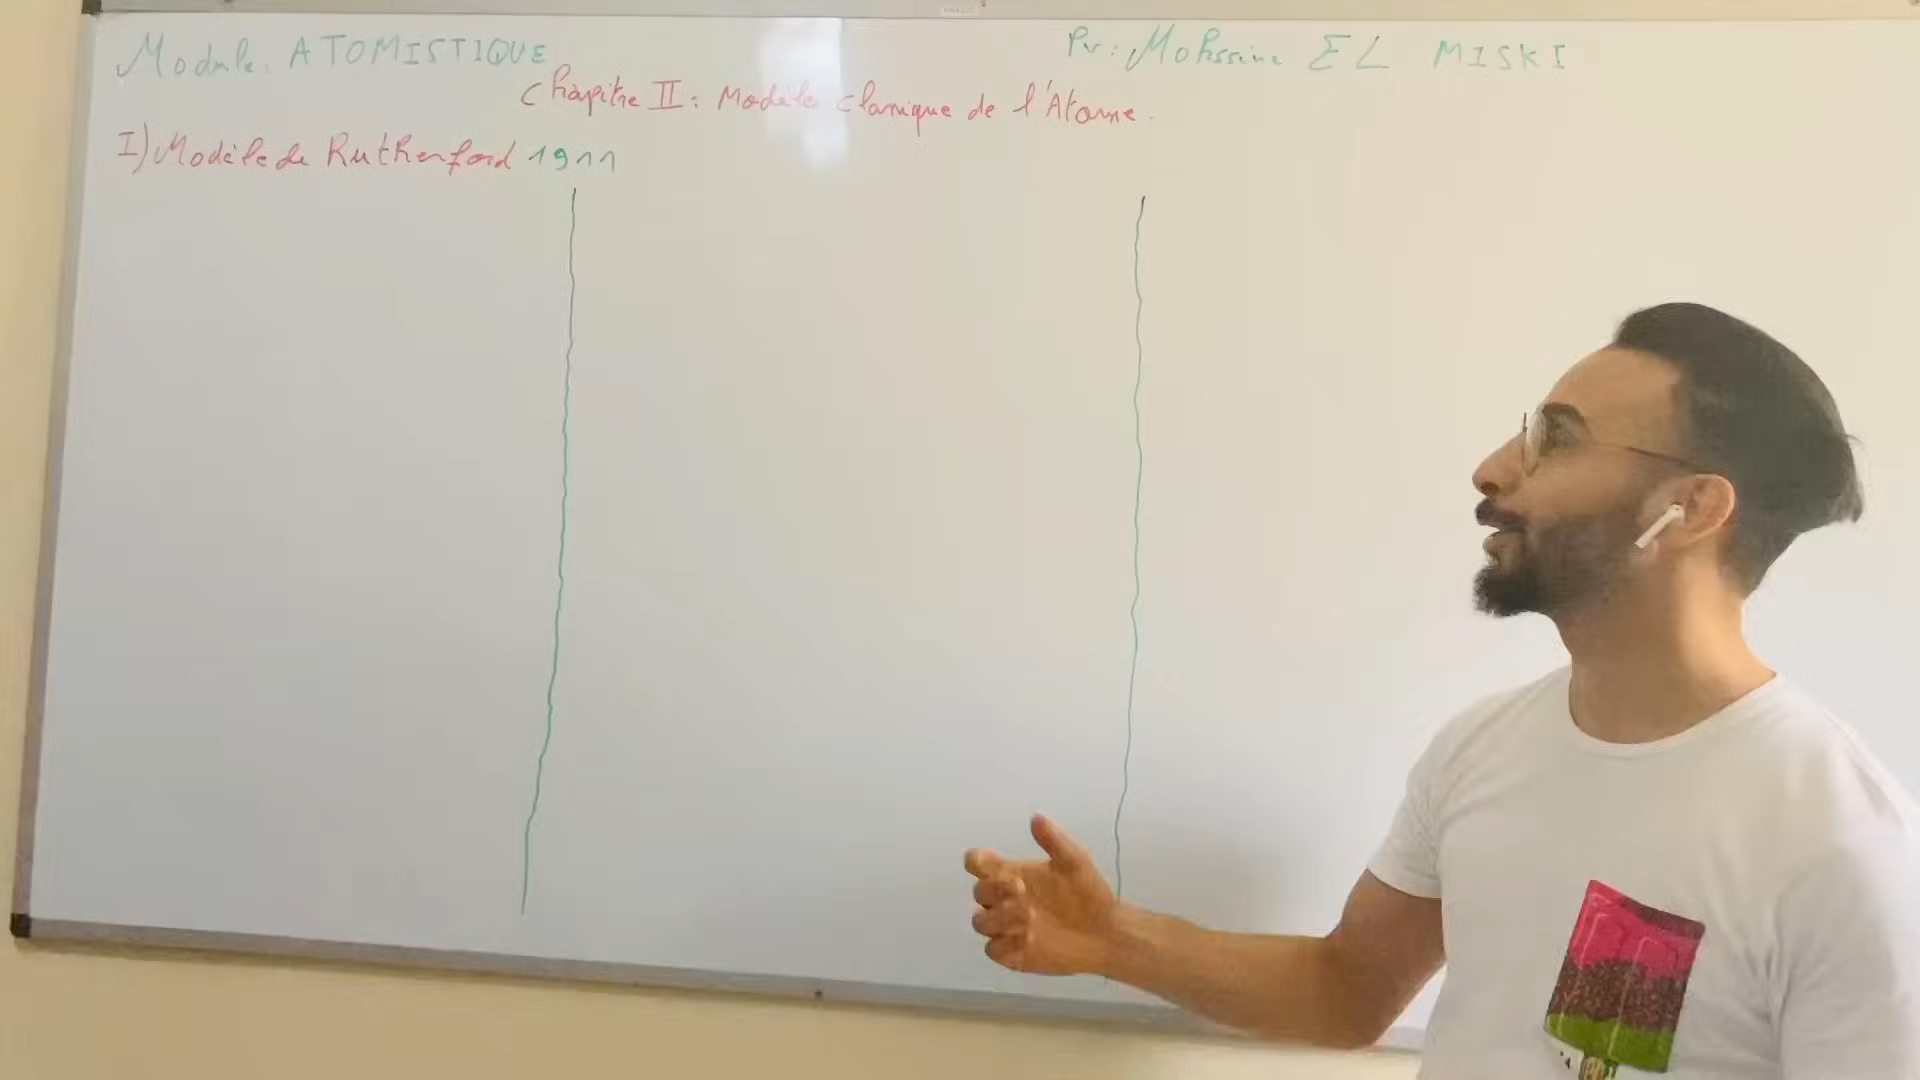 Module: ATOMISTIQUE
Pr: Mohssine EL MISKI
Chapitre II: Modèle classique de l'Atome.
I) Modèle de Rutherford 1911